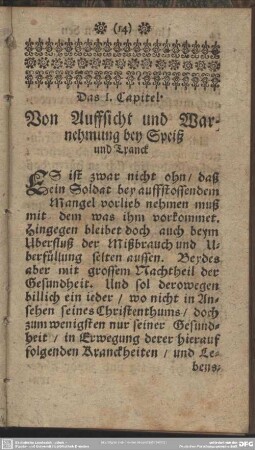 (14)
Das I. Capitel.
Von Auffsicht und War-
nehmung bey Speiß
und Tranck
ES ist zwar nicht ohn / daß
ein Soldat bey auffstossendem
Mangel vorlieb nehmen muß
mit dem was ihm vorkommet.
Hingegen bleibet doch auch beym
Uberfluß der Mißbrauch und U-
berfüllung selten aussen. Beydes
aber mit grossem Nachtheil der
Gesundheit. Und sol derowegen
billich ein ieder / wo nicht in An-
sehen seines Christenthums / doch
zum wenigsten nur seiner Gesund-
heit / in Erwegung derer hierauf
folgenden Kranckheiten / und Le-
bens-